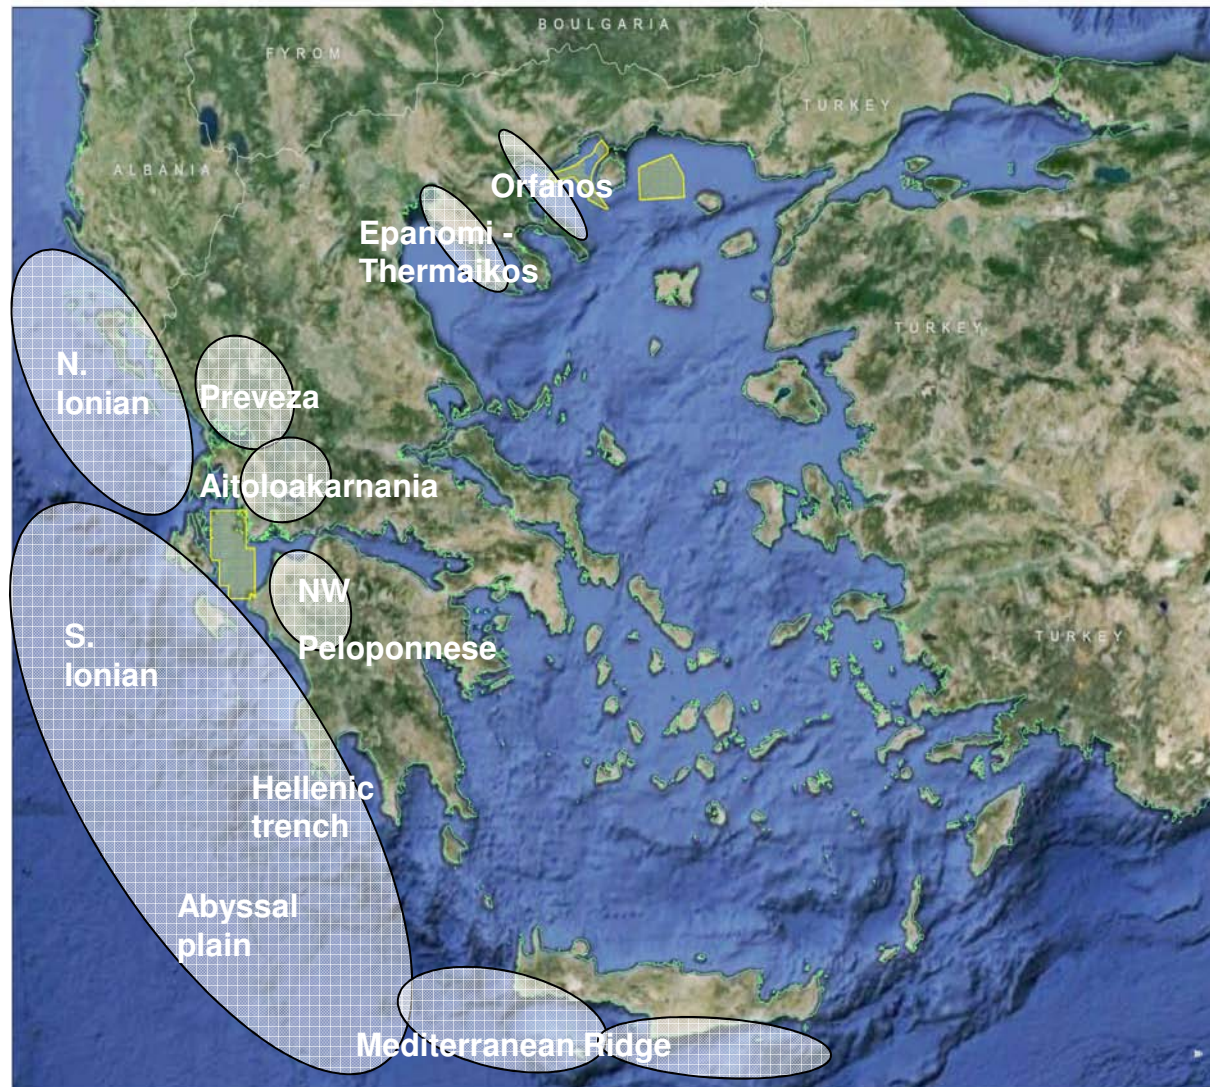 BOULGARIA
FYROM
TURKEY
ALBANIA
Orfanos
Epanomi -
Thermaikos
TURKEY
N.
Ionian
Preveza
Aitoloakarnania
NW
Peloponnese
S.
Ionian
TURKEY
Hellenic
trench
Abyssal
plain
Mediterranean Ridge